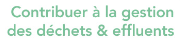 Contribuer à la gestion
des déchets & effluents